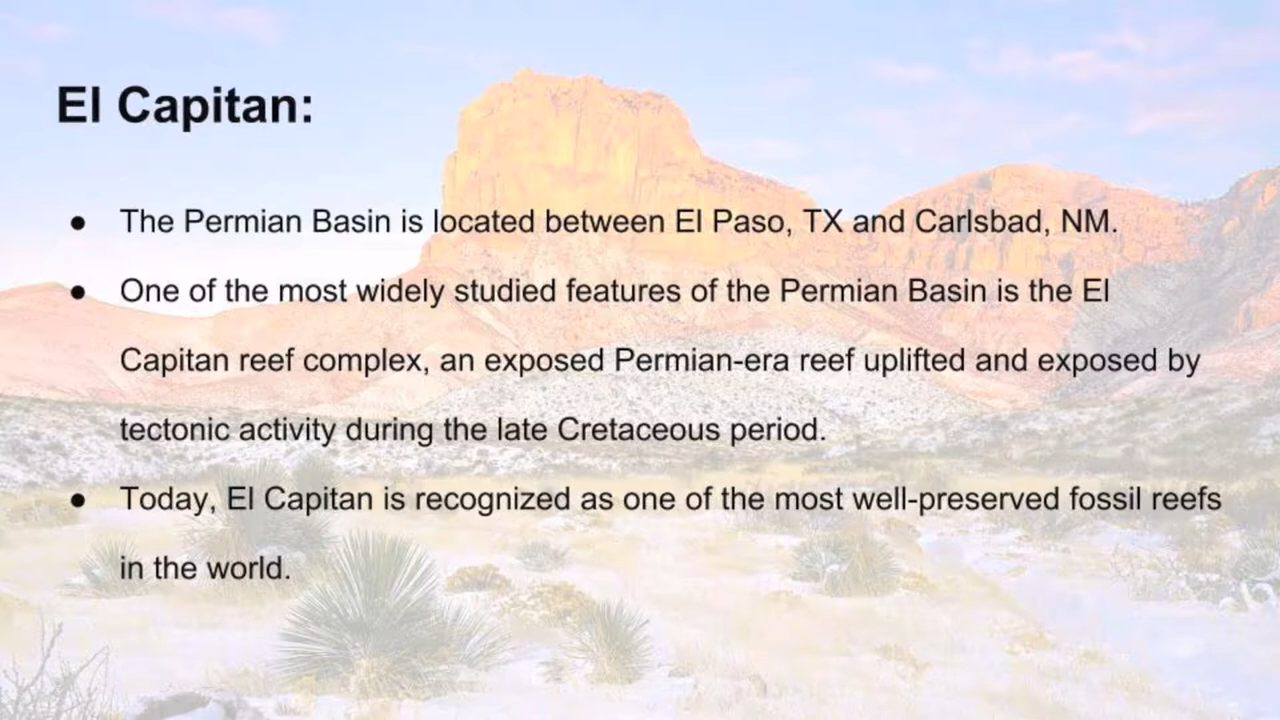 El Capitan:
● The Permian Basin is located between El Paso, TX and Carlsbad, NM.
● One of the most widely studied features of the Permian Basin is the El
Capitan reef complex, an exposed Permian-era reef uplifted and exposed by
tectonic activity during the late Cretaceous period.
● Today, El Capitan is recognized as one of the most well-preserved fossil reefs
in the world.